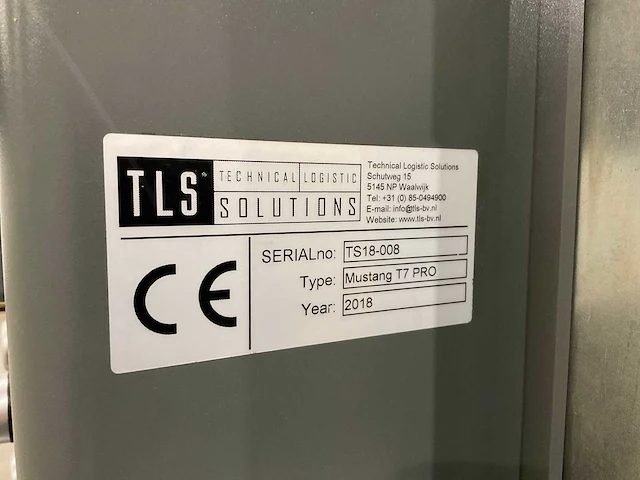 TLS
TECHNICAL LOGISTIC
SOLUTIONS
Technical Logistic Solutions
Schutweg 15
5145 NP Waalwijk
Tel: +31 (0) 85-0494900
E-mail: info@tls-bv.nl
Website: www.tls-bv.nl
CE
SERIALno: TS18-008
Type: Mustang T7 PRO
Year: 2018